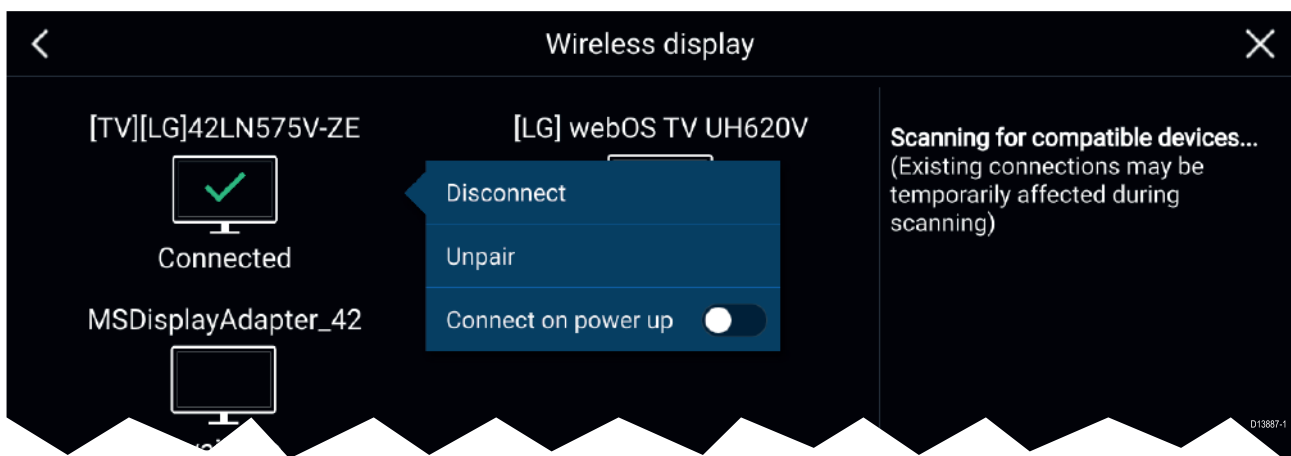 Wireless display
[TV][LG]42LN575V-ZE
Connected
MSDisplayAdapter_42
[LG] webOS TV UH620V
Disconnect
Unpair
Connect on power up
Scanning for compatible devices...
(Existing connections may be
temporarily affected during
scanning)
D13887-1